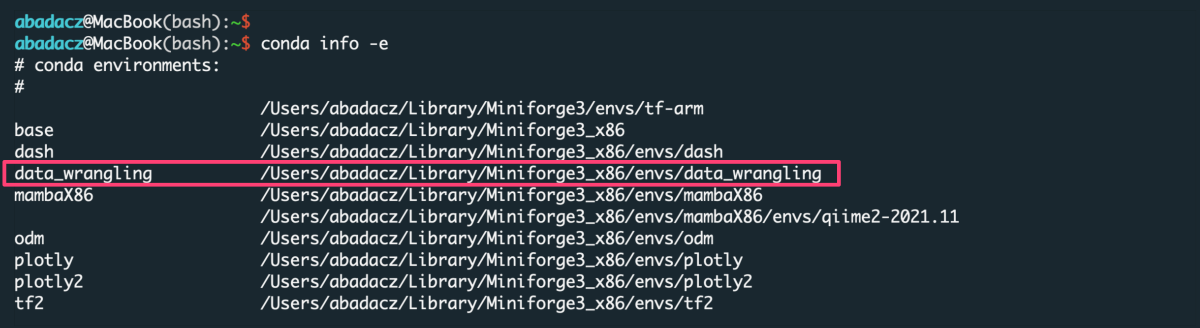 abadacz@MacBook(bash):~$
abadacz@MacBook(bash):~$ conda info -e
# conda environments:
#
/Users/abadacz/Library/Miniforge3/envs/tf-arm
base /Users/abadacz/Library/Miniforge3_x86
dash /Users/abadacz/Library/Miniforge3_x86/envs/dash
data_wrangling /Users/abadacz/Library/Miniforge3_x86/envs/data_wrangling
mambaX86 /Users/abadacz/Library/Miniforge3_x86/envs/mambaX86
/Users/abadacz/Library/Miniforge3_x86/envs/mambaX86/envs/qiime2-2021.11
odm /Users/abadacz/Library/Miniforge3_x86/envs/odm
plotly /Users/abadacz/Library/Miniforge3_x86/envs/plotly
plotly2 /Users/abadacz/Library/Miniforge3_x86/envs/plotly2
tf2 /Users/abadacz/Library/Miniforge3_x86/envs/tf2